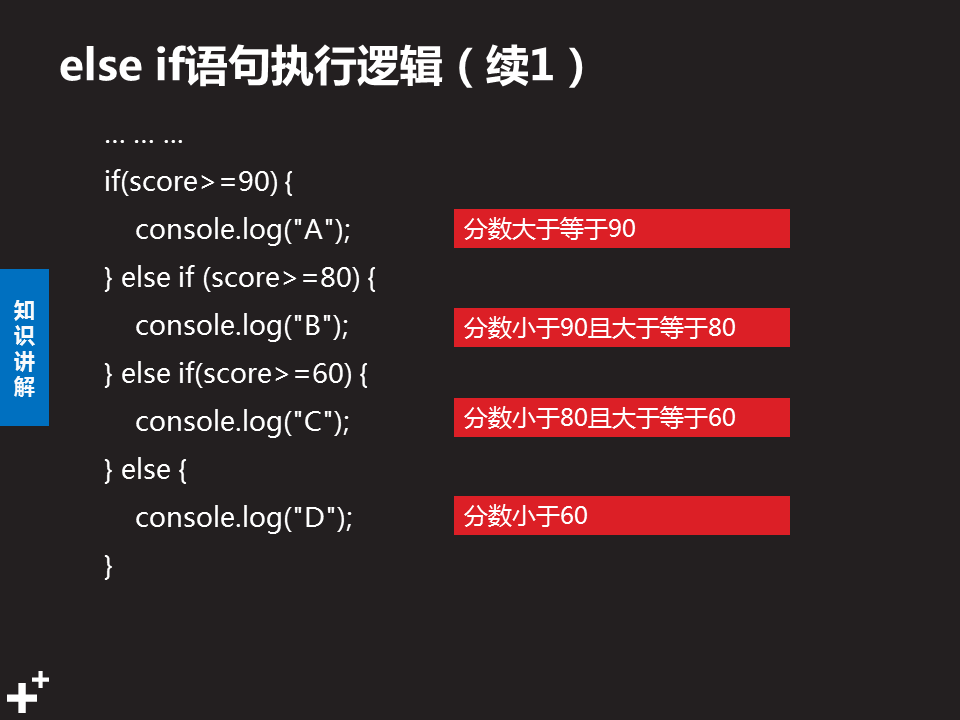 else if语句执行逻辑（续1）
... ... ...
if(score>=90) {
console.log("A");
分数大于等于90
} else if (score>=80) {
console.log("B");
分数小于90且大于等于80
} else if(score>=60) {
console.log("C");
分数小于80且大于等于60
} else {
console.log("D");
分数小于60
}
知
识
讲
解